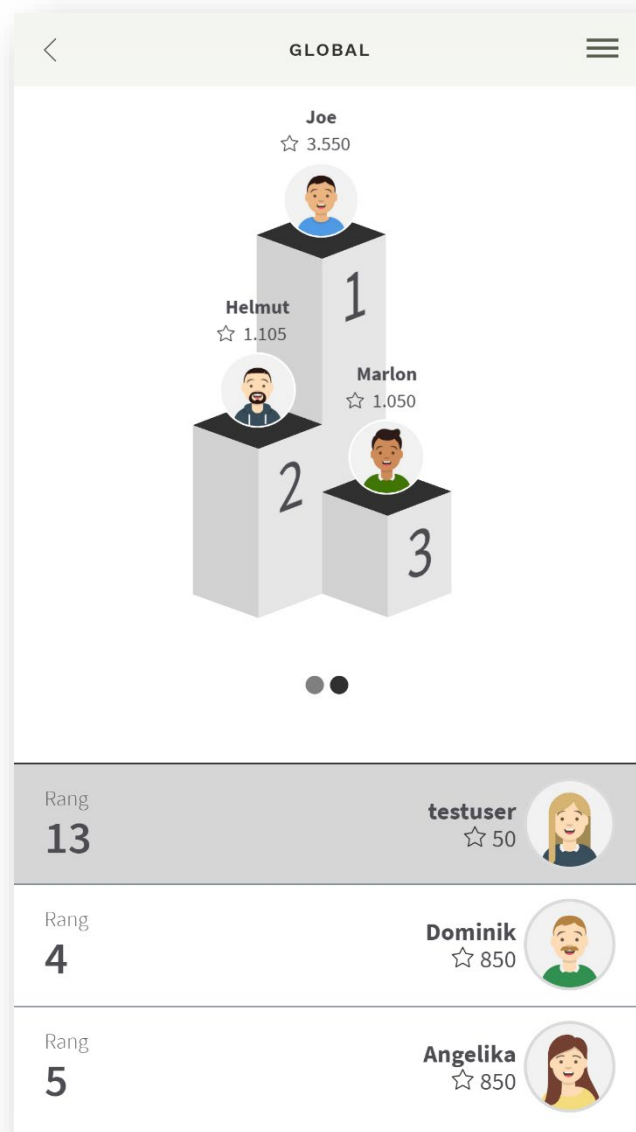 GLOBAL
Joe
3.550
1
Helmut
1.105
2
Marlon
1.050
3
Rang
13
testuser
50
Rang
4
Dominik
850
Rang
5
Angelika
850